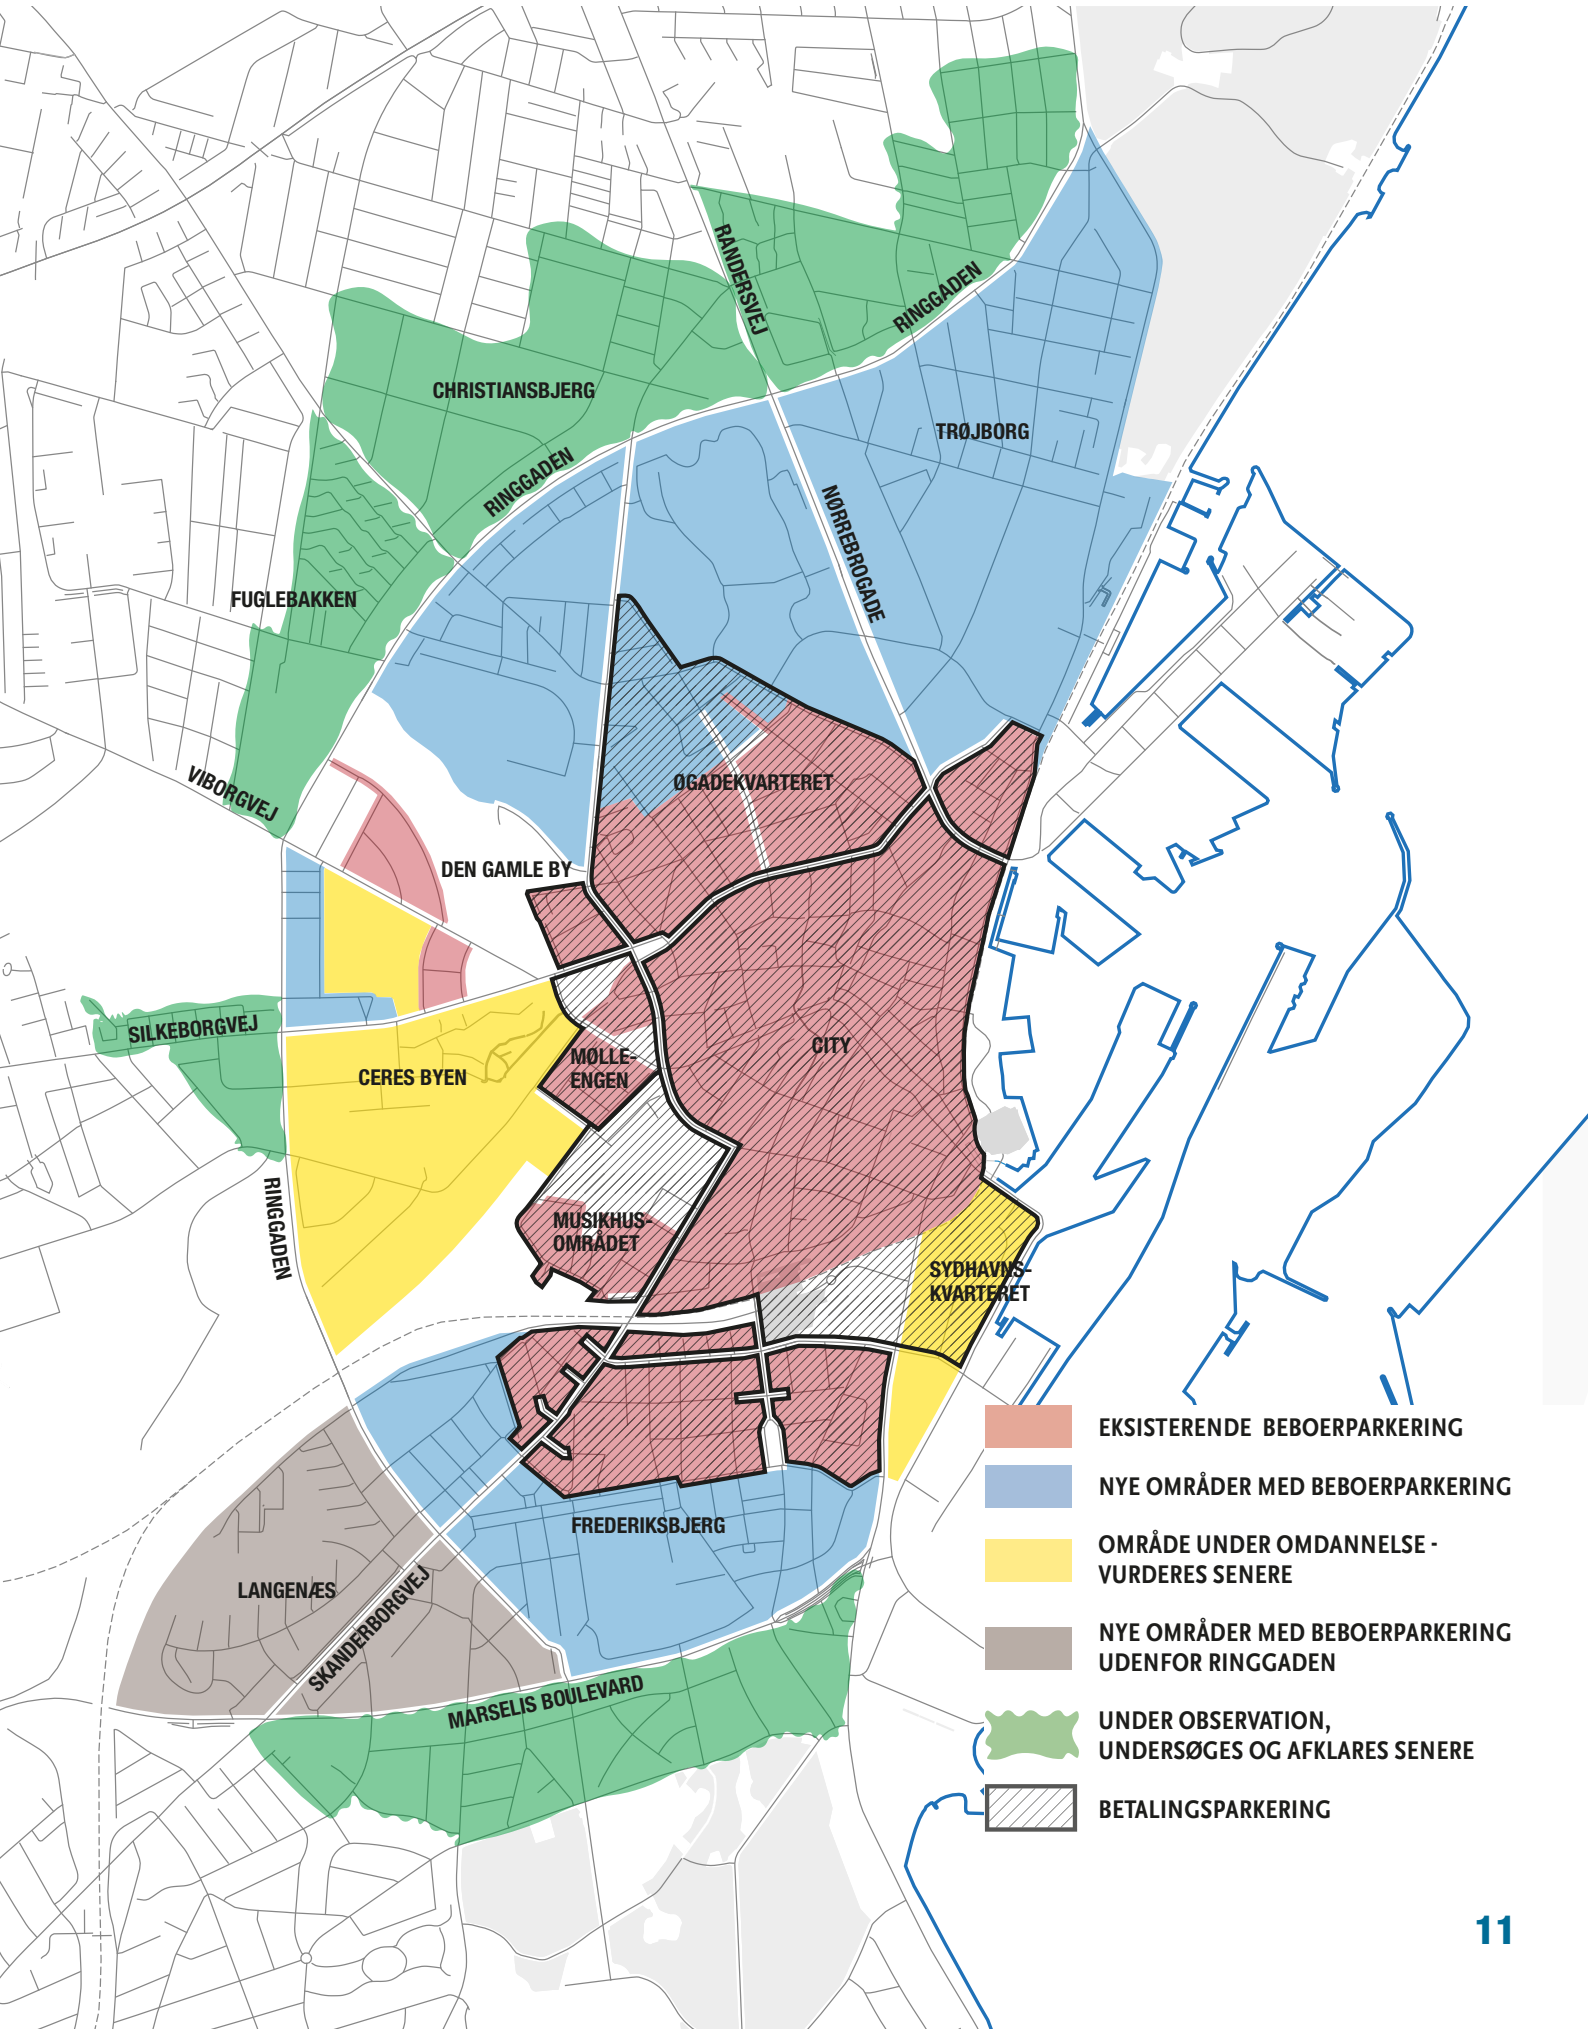 RANDERSVEJ
RINGGADEN
CHRISTIANSBJERG
TRØJBORG
RINGGADEN
NØRREBROGADE
FUGLEBAKKEN
VIBORGVEJ
ØGADEKVARTERET
DEN GAMLE BY
SILKEBORGVEJ
CITY
MØLLE-
ENGEN
CERES BYEN
RINGGADEN
MUSIKHUS-
OMRÅDET
SYDHAVNS-
KVARTERET
FREDERIKSBJERG
LANGENÆS
SKANDERBORGVEJ
MARSELIS BOULEVARD
EKSISTERENDE BEBOERPARKERING
NYE OMRÅDER MED BEBOERPARKERING
OMRÅDE UNDER OMDANNELSE -
VURDERES SENERE
NYE OMRÅDER MED BEBOERPARKERING
UDENFOR RINGGADEN
UNDER OBSERVATION,
UNDERSØGES OG AFKLARES SENERE
BETALINGSPARKERING
11